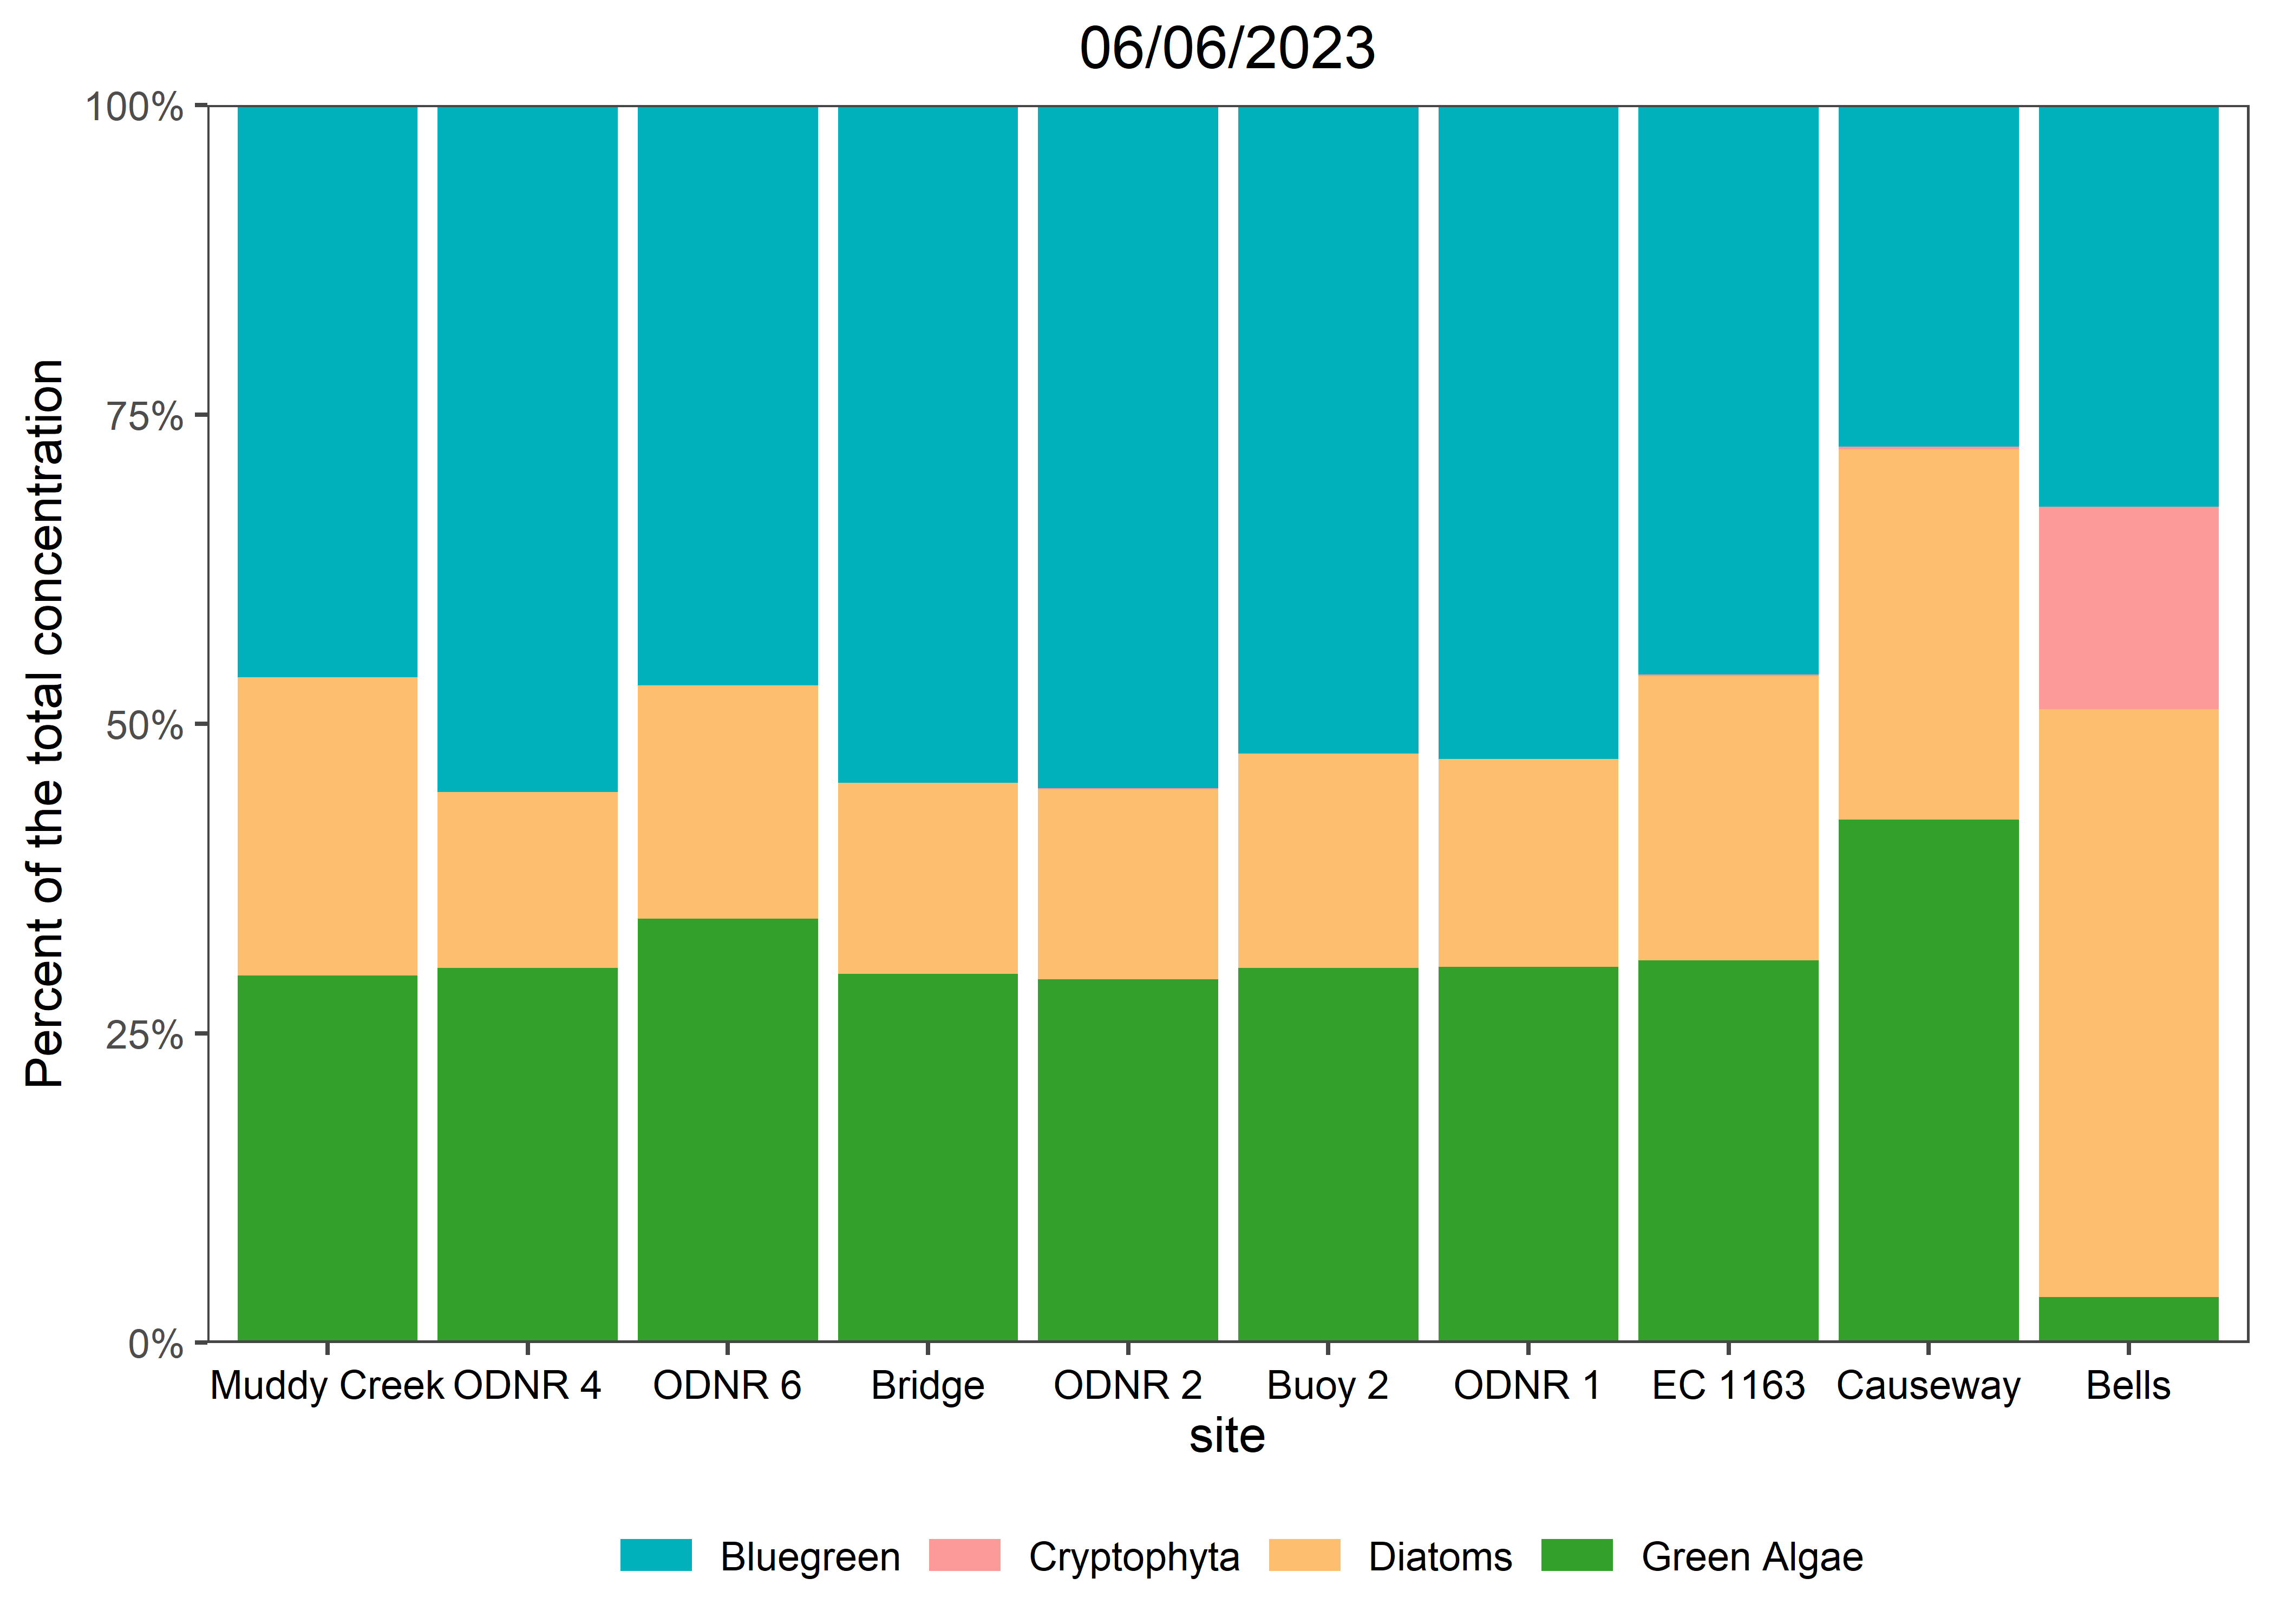 06/06/2023
100%
75%
50%
25%
0%
Percent of the total concentration
Muddy Creek ODNR 4 ODNR 6 Bridge ODNR 2 Buoy 2 ODNR 1 EC 1163 Causeway Bells
site
Bluegreen Cryptophyta Diatoms Green Algae